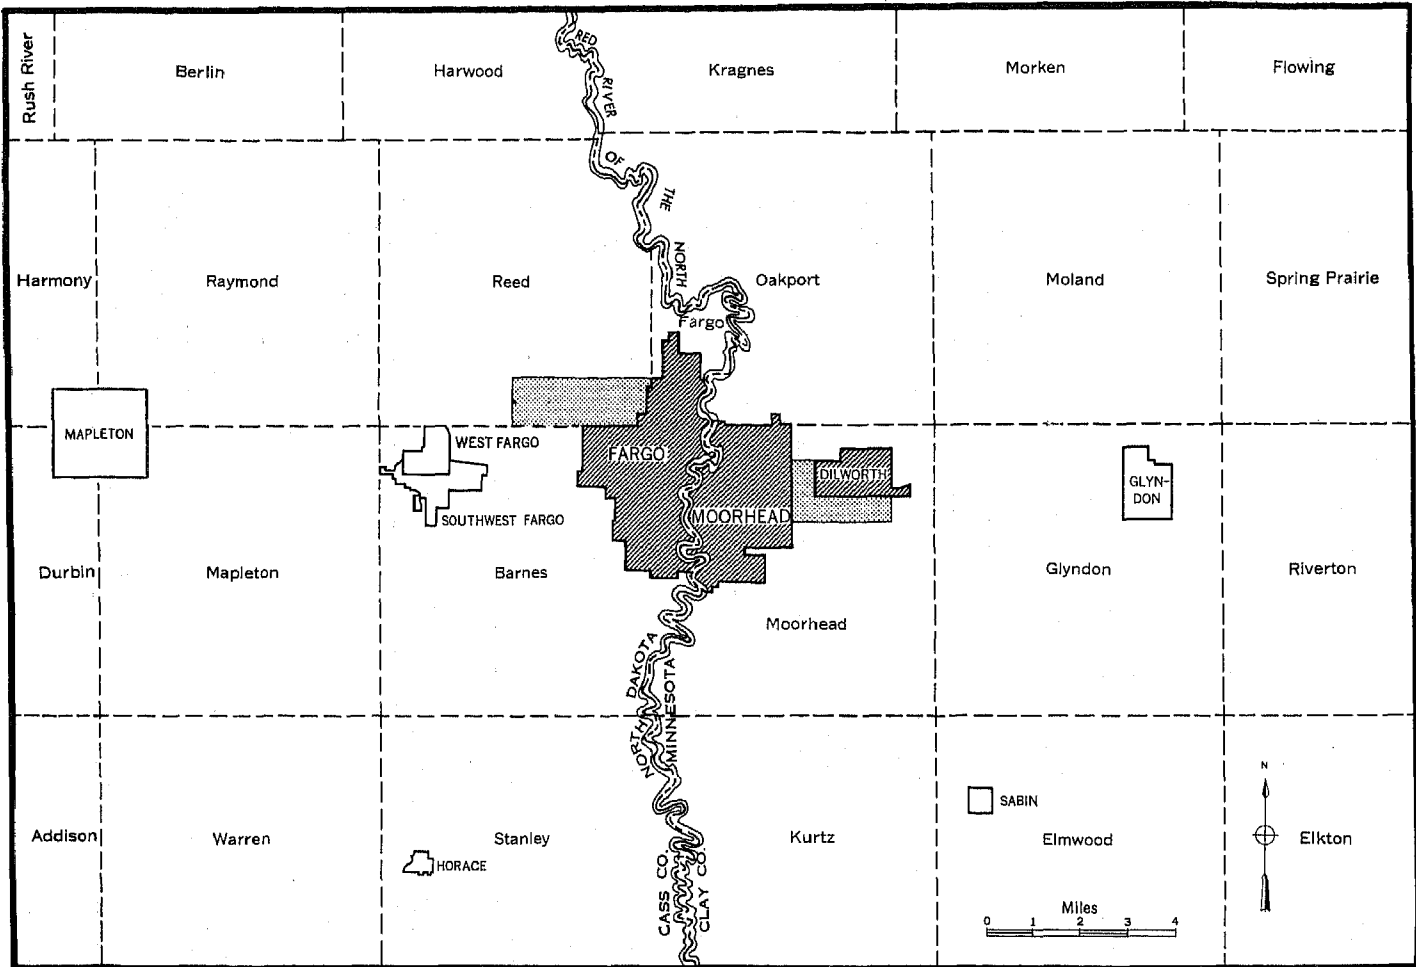 Rush River
Berlin
Harwood
Kragnes
Morken
Flowing
RED
RIVER
OF
THE
NORTH
Harmony
Raymond
Reed
Oakport
Moland
Spring Prairie
Fargo
MAPLETON
WEST FARGO
FARGO
DILWORTH
GLYN-
DON
SOUTHWEST FARGO
MOORHEAD
Durbin
Mapleton
Barnes
Glyndon
Riverton
Moorhead
NORTH DAKOTA
MINNESOTA
N
SABIN
Addison
Warren
Stanley
Kurtz
Elmwood
Elkton
HORACE
CASS CO.
CLAY CO.
Miles
0 1 2 3 4